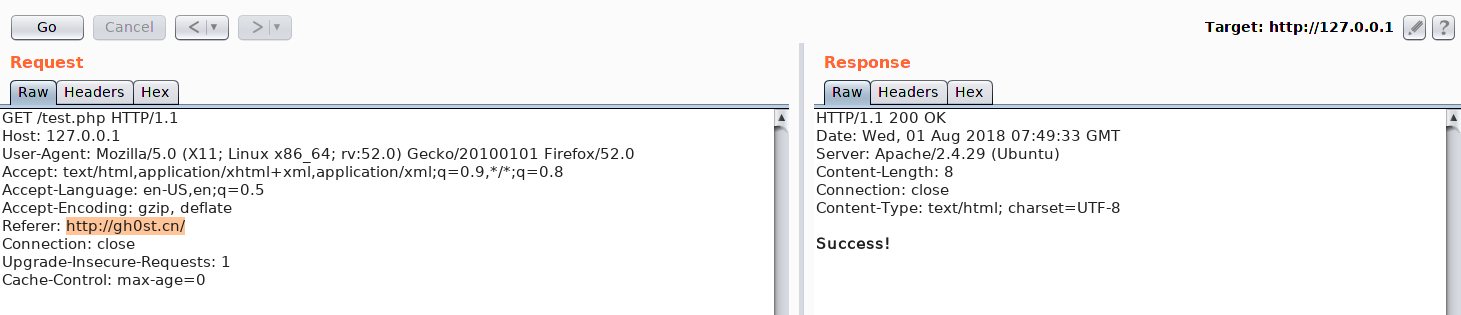 Go Cancel < | ▾ > | ▾ Target: http://127.0.0.1 ?
Request
Raw Headers Hex
GET /test.php HTTP/1.1
Host: 127.0.0.1
User-Agent: Mozilla/5.0 (X11; Linux x86_64; rv:52.0) Gecko/20100101 Firefox/52.0
Accept: text/html,application/xhtml+xml,application/xml;q=0.9,*/*;q=0.8
Accept-Language: en-US,en;q=0.5
Accept-Encoding: gzip, deflate
Referer: http://gh0st.cn/
Connection: close
Upgrade-Insecure-Requests: 1
Cache-Control: max-age=0
Response
Raw Headers Hex
HTTP/1.1 200 OK
Date: Wed, 01 Aug 2018 07:49:33 GMT
Server: Apache/2.4.29 (Ubuntu)
Content-Length: 8
Connection: close
Content-Type: text/html; charset=UTF-8
Success!